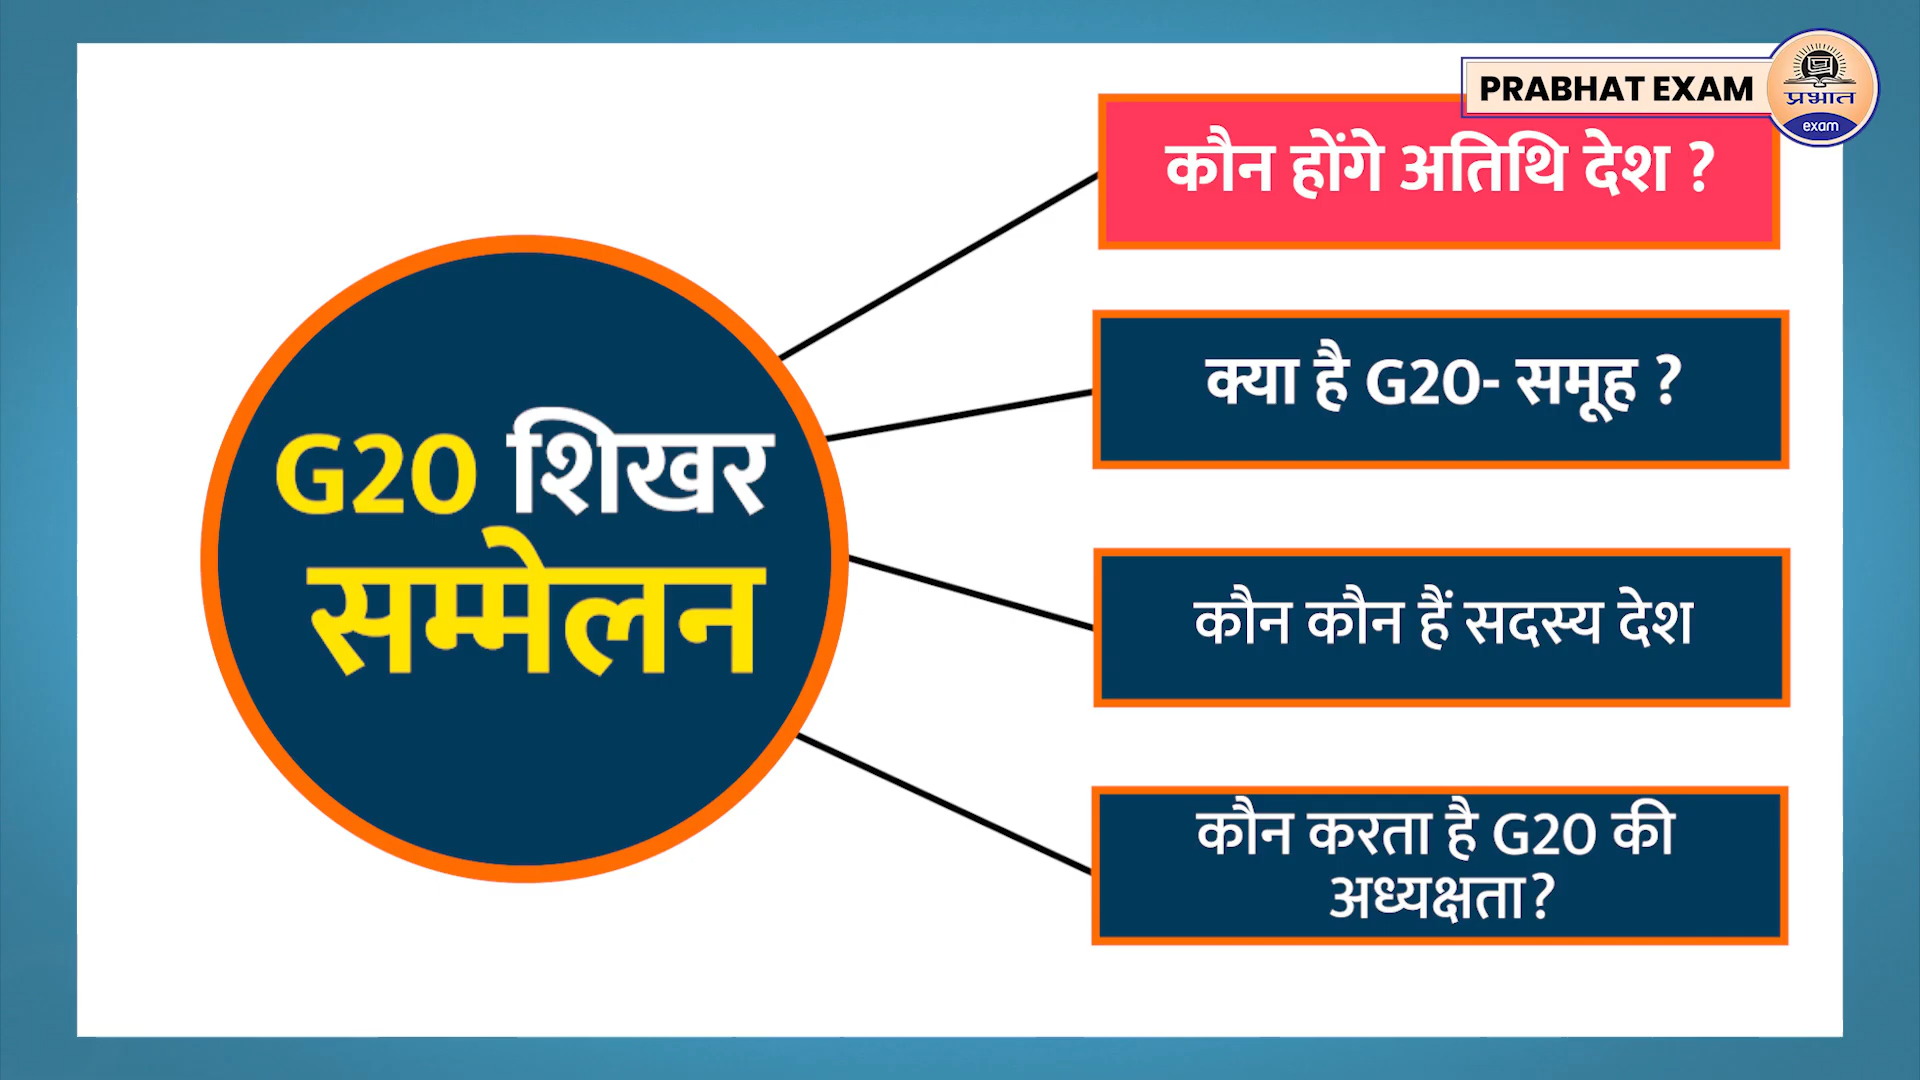 PRABHAT EXAM
प्रभात
exam
कौन होंगे अतिथि देश ?
क्या है G20- समूह ?
G20 शिखर
सम्मेलन
कौन कौन हैं सदस्य देश
कौन करता है G20 की
अध्यक्षता?